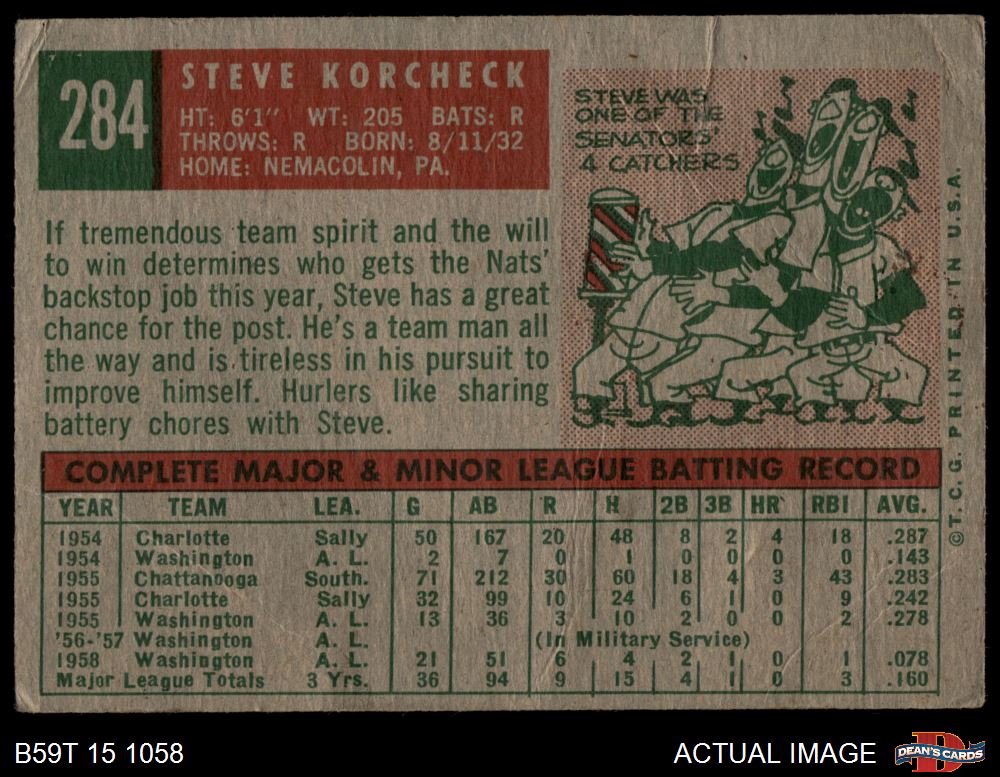 284
STEVE KORCHECK
HT: 6'1" WT: 205 BATS: R
THROWS: R BORN: 8/11/32
HOME: NEMACOLIN, PA.
STEVE WAS
ONE OF THE
SENATORS'
4 CATCHERS
If tremendous team spirit and the will
to win determines who gets the Nats'
backstop job this year, Steve has a great
chance for the post. He's a team man all
the way and is tireless in his pursuit to
improve himself. Hurlers like sharing
battery chores with Steve.
COMPLETE MAJOR & MINOR LEAGUE BATTING RECORD
YEAR TEAM LEA. G AB R H 2B 3B HR RBI AVG.
1954 Charlotte Sally 50 167 20 48 8 2 4 18 .287
1954 Washington A. L. 2 7 0 1 0 0 0 0 .143
1955 Chattanooga South. 71 212 30 60 18 4 3 43 .283
1955 Charlotte Sally 32 99 10 24 6 1 0 9 .242
1955 Washington A. L. 13 36 3 10 2 0 0 2 .278
'56-'57 Washington A. L. (In Military Service)
1958 Washington A. L. 21 51 6 4 2 1 0 1 .078
Major League Totals 3 Yrs. 36 94 9 15 4 1 0 3 .160
© T. C. G. PRINTED IN U. S. A.
B59T 15 1058
ACTUAL IMAGE
D
DEAN'S CARDS